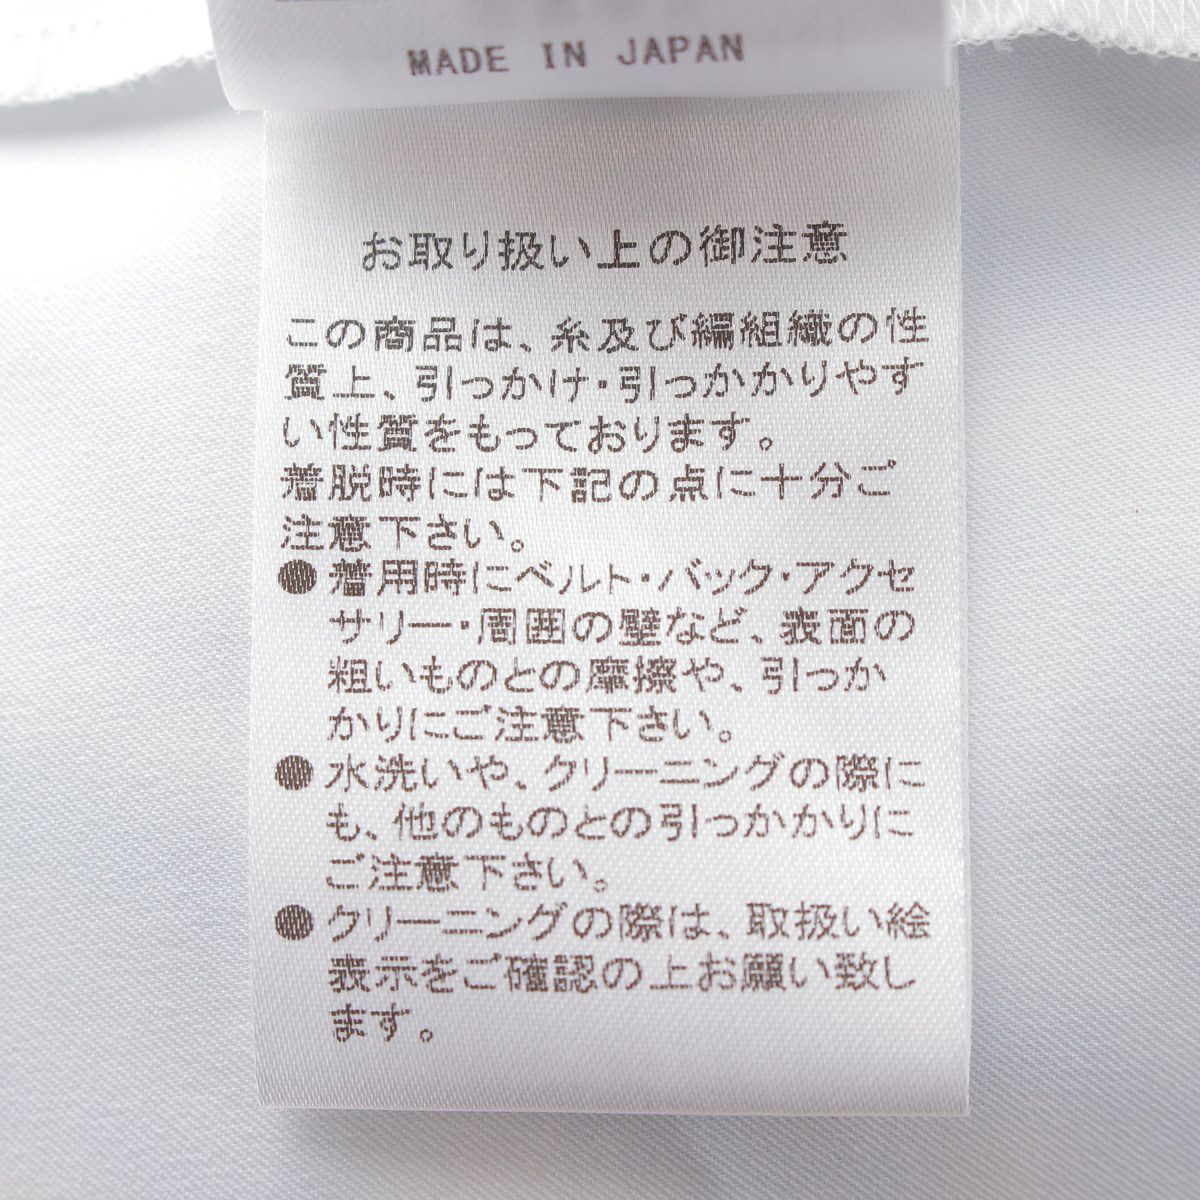 MADE IN JAPAN
お取り扱い上の御注意
この商品は、糸及び編組織の性
質上、引っかけ・引っかかりやす
い性質をもっております。
着脱時には下記の点に十分ご
注意下さい。
●着用時にベルト・バック・アクセ
サリー・周囲の壁など、表面の
粗いものとの摩擦や、引っか
かりにご注意下さい。
●水洗いや、クリーニングの際に
も、他のものとの引っかかりに
ご注意下さい。
●クリーニングの際は、取扱い絵
表示をご確認の上お願い致し
ます。